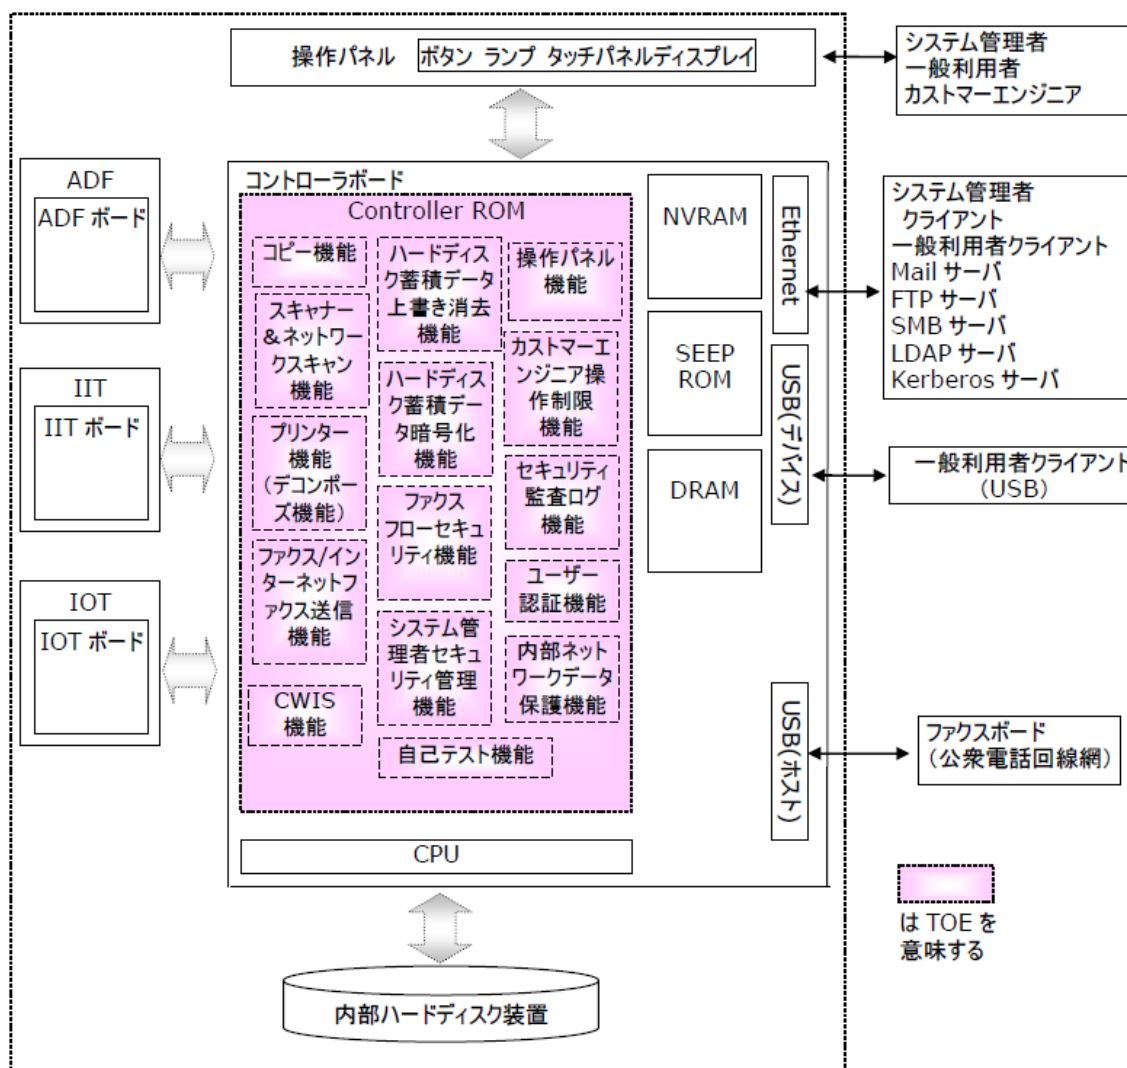 操作パネル
ボタン ランプ タッチパネルディスプレイ
システム管理者
一般利用者
カストマーエンジニア
ADF
ADF ボード
IIT
IIT ボード
IOT
IOT ボード
コントローラボード
Controller ROM
コピー機能
スキャナー
&ネットワー
クスキャン
機能
プリンター
機能
(デコンポー
ズ機能)
ファクス/イン
ターネットフ
ァクス送信
機能
CWIS
機能
ハードディス
ク蓄積データ
上書き消去
機能
ハードディス
ク蓄積デー
タ暗号化
機能
ファクス
フローセキュ
リティ機能
システム管
理者セキュ
リティ管理
機能
自己テスト機能
操作パネル
機能
カストマーエ
ンジニア操
作制限
機能
セキュリティ
監査ログ
機能
ユーザー
認証機能
内部ネット
ワークデータ
保護機能
NVRAM
SEEP
ROM
DRAM
Ethernet
USB(デバイス)
USB(ホスト)
CPU
内部ハードディスク装置
システム管理者
クライアント
一般利用者クライアント
Mail サーバ
FTP サーバ
SMB サーバ
LDAP サーバ
Kerberos サーバ
一般利用者クライアント
(USB)
ファクスボード
(公衆電話回線網)
は TOE を
意味する